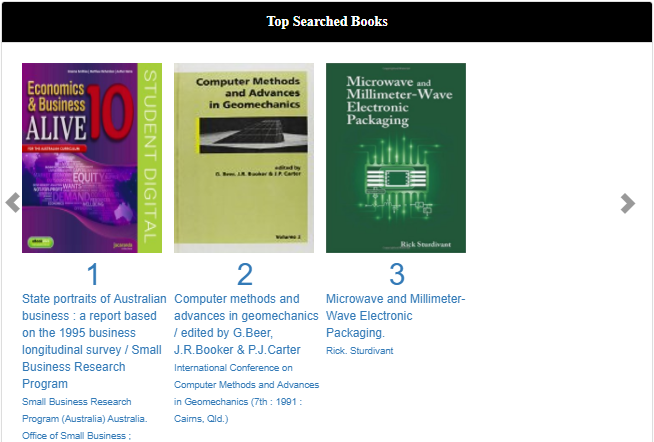 Top Searched Books
Economics
& Business
ALIVE 10
FOR THE AUSTRALIAN CURRICULUM
EQUITY
WANTS
DEMAND
STUDENT DIGITAL
Computer Methods
and Advances
in Geomechanics
edited by
G. Beer, J.R. Booker & J.P. Carter
Volume 2
Microwave and
Millimeter-Wave
Electronic
Packaging
Rick Sturdivant
1
State portraits of Australian
business : a report based
on the 1995 business
longitudinal survey / Small
Business Research
Program
Small Business Research
Program (Australia) Australia.
Office of Small Business ;
2
Computer methods and
advances in geomechanics
/ edited by G.Beer,
J.R.Booker & P.J.Carter
International Conference on
Computer Methods and Advances
in Geomechanics (7th : 1991 :
Cairns, Qld.)
3
Microwave and Millimeter-
Wave Electronic
Packaging.
Rick. Sturdivant